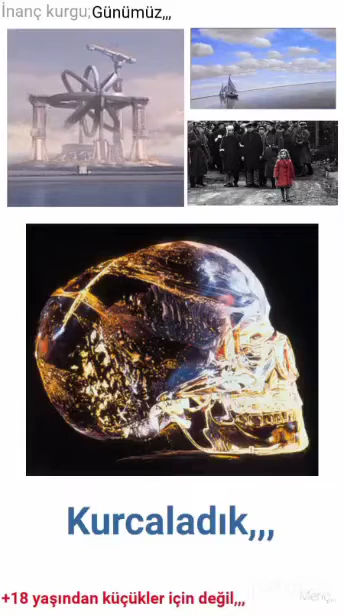 İnanç kurgu;Günümüz,,,
Kurcaladık,,,
+18 yaşından küçükler için değil,,,